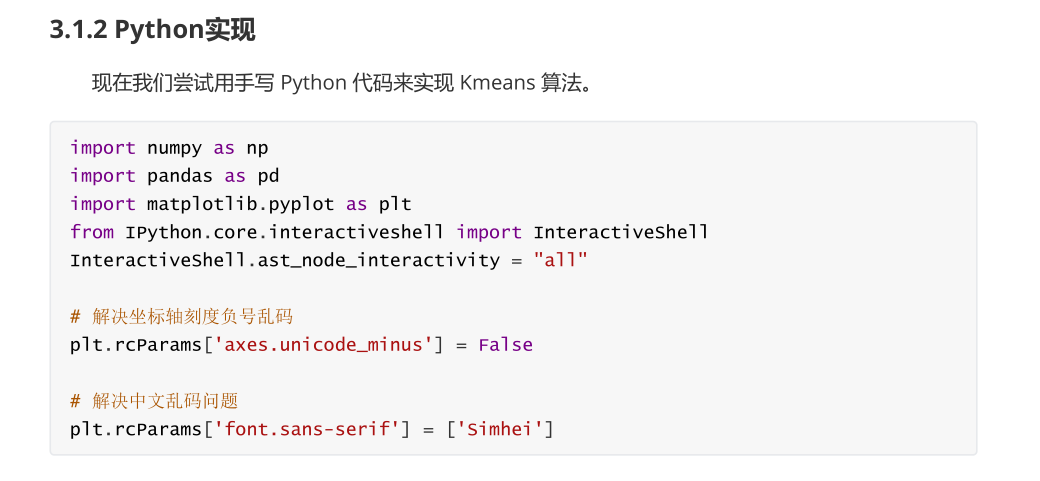 3.1.2 Python实现
现在我们尝试用手写 Python 代码来实现 Kmeans 算法。
import numpy as np
import pandas as pd
import matplotlib.pyplot as plt
from IPython.core.interactiveshell import InteractiveShell
InteractiveShell.ast_node_interactivity = "all"
# 解决坐标轴刻度负号乱码
plt.rcParams['axes.unicode_minus'] = False
# 解决中文乱码问题
plt.rcParams['font.sans-serif'] = ['Simhei']